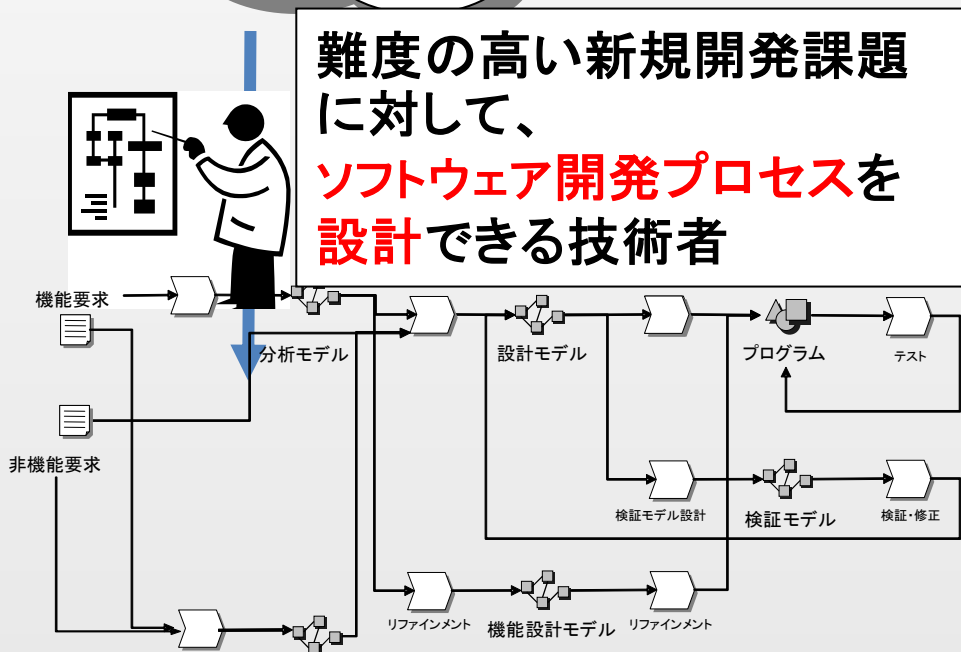 難度の高い新規開発課題
に対して、
ソフトウェア開発プロセスを
設計できる技術者
機能要求
分析モデル
設計モデル
プログラム
テスト
非機能要求
検証モデル設計
検証モデル
検証・修正
リファインメント
機能設計モデル
リファインメント